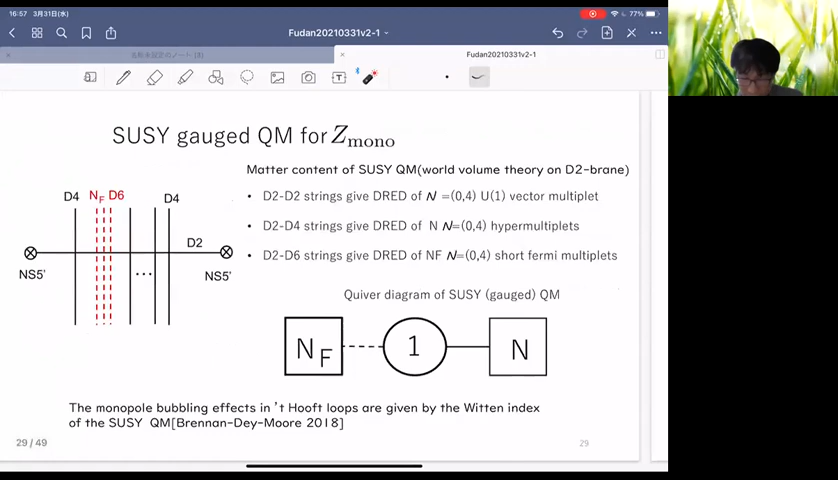 16:57 3月31日(水)
77%
Fudan20210331v2-1
Fudan20210331v2-1
SUSY gauged QM for Z_mono
Matter content of SUSY QM(world volume theory on D2-brane)
• D2-D2 strings give DRED of N =(0,4) U(1) vector multiplet
• D2-D4 strings give DRED of N N=(0,4) hypermultiplets
• D2-D6 strings give DRED of NF N=(0,4) short fermi multiplets
D4 N_F D6 D4
D2
NS5' NS5'
...
Quiver diagram of SUSY (gauged) QM
N_F 1 N
The monopole bubbling effects in 't Hooft loops are given by the Witten index
of the SUSY QM[Brennan-Dey-Moore 2018]
29 / 49
29